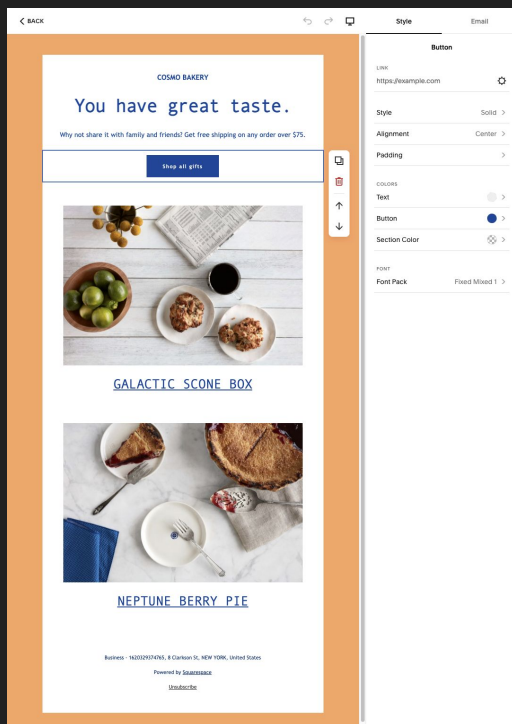 BACK
Style
Email
Button
COSMO BAKERY
You have great taste.
Why not share it with family and friends? Get free shipping on any order over $75.
Shop all gifts
GALACTIC SCONE BOX
NEPTUNE BERRY PIE
Business - 1620329374765, 8 Clarkson St, NEW YORK, United States
Powered by Squarespace
Unsubscribe
LINK
https://example.com
Style
Solid
Alignment
Center
Padding
COLORS
Text
Button
Section Color
FONT
Font Pack
Fixed Mixed 1